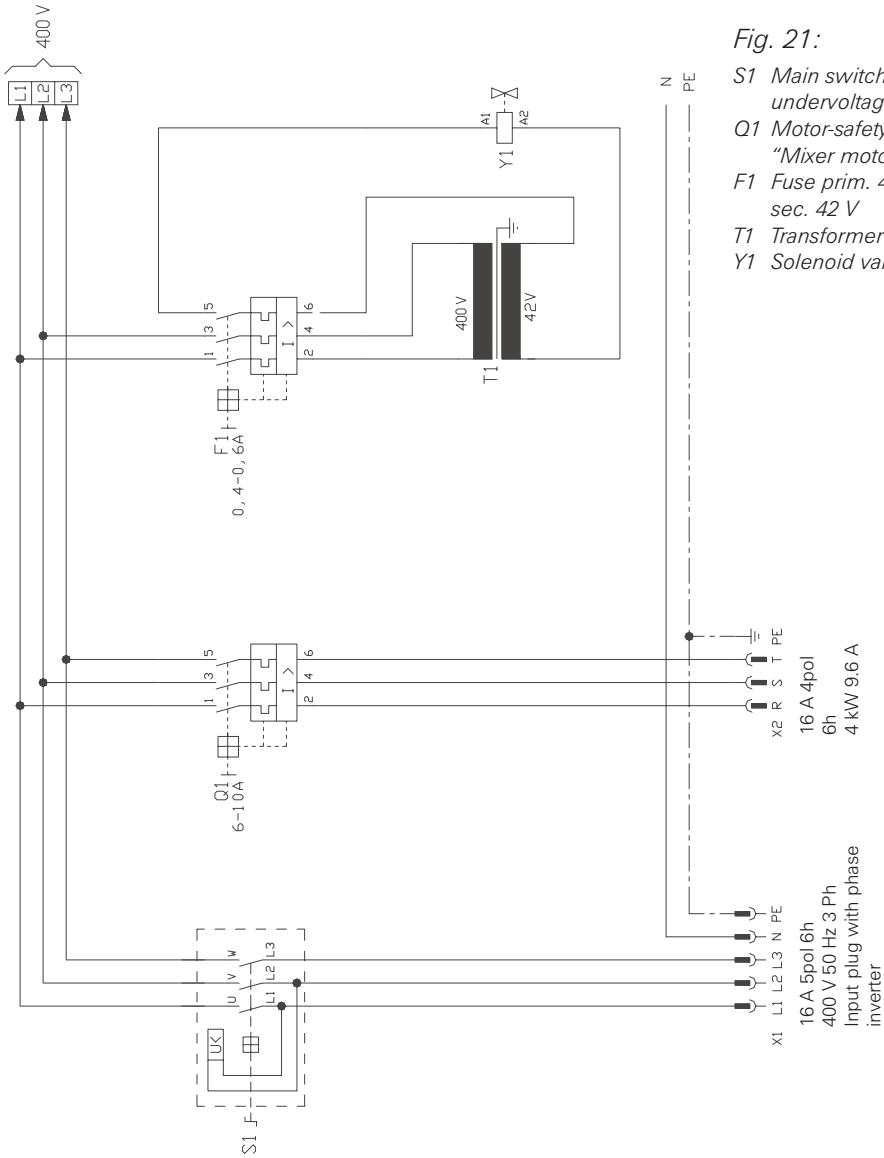 400 V
L1
L2
L3
Fig. 21:
S1 Main switch
undervoltag
Q1 Motor-safety
"Mixer moto
F1 Fuse prim. 4
sec. 42 V
T1 Transformer
Y1 Solenoid val
N
PE
A1
A2
Y1
5
3
1
I >
6
4
2
F1
0,4-0,6A
400 V
42V
T1
5
3
1
I >
6
4
2
Q1
6-10A
X2 R S T PE
16 A 4pol
6h
4 kW 9.6 A
U V W
L1 L2 L3
U<
S1
X1 L1 L2 L3 N PE
16 A 5pol 6h
400 V 50 Hz 3 Ph
Input plug with phase
inverter